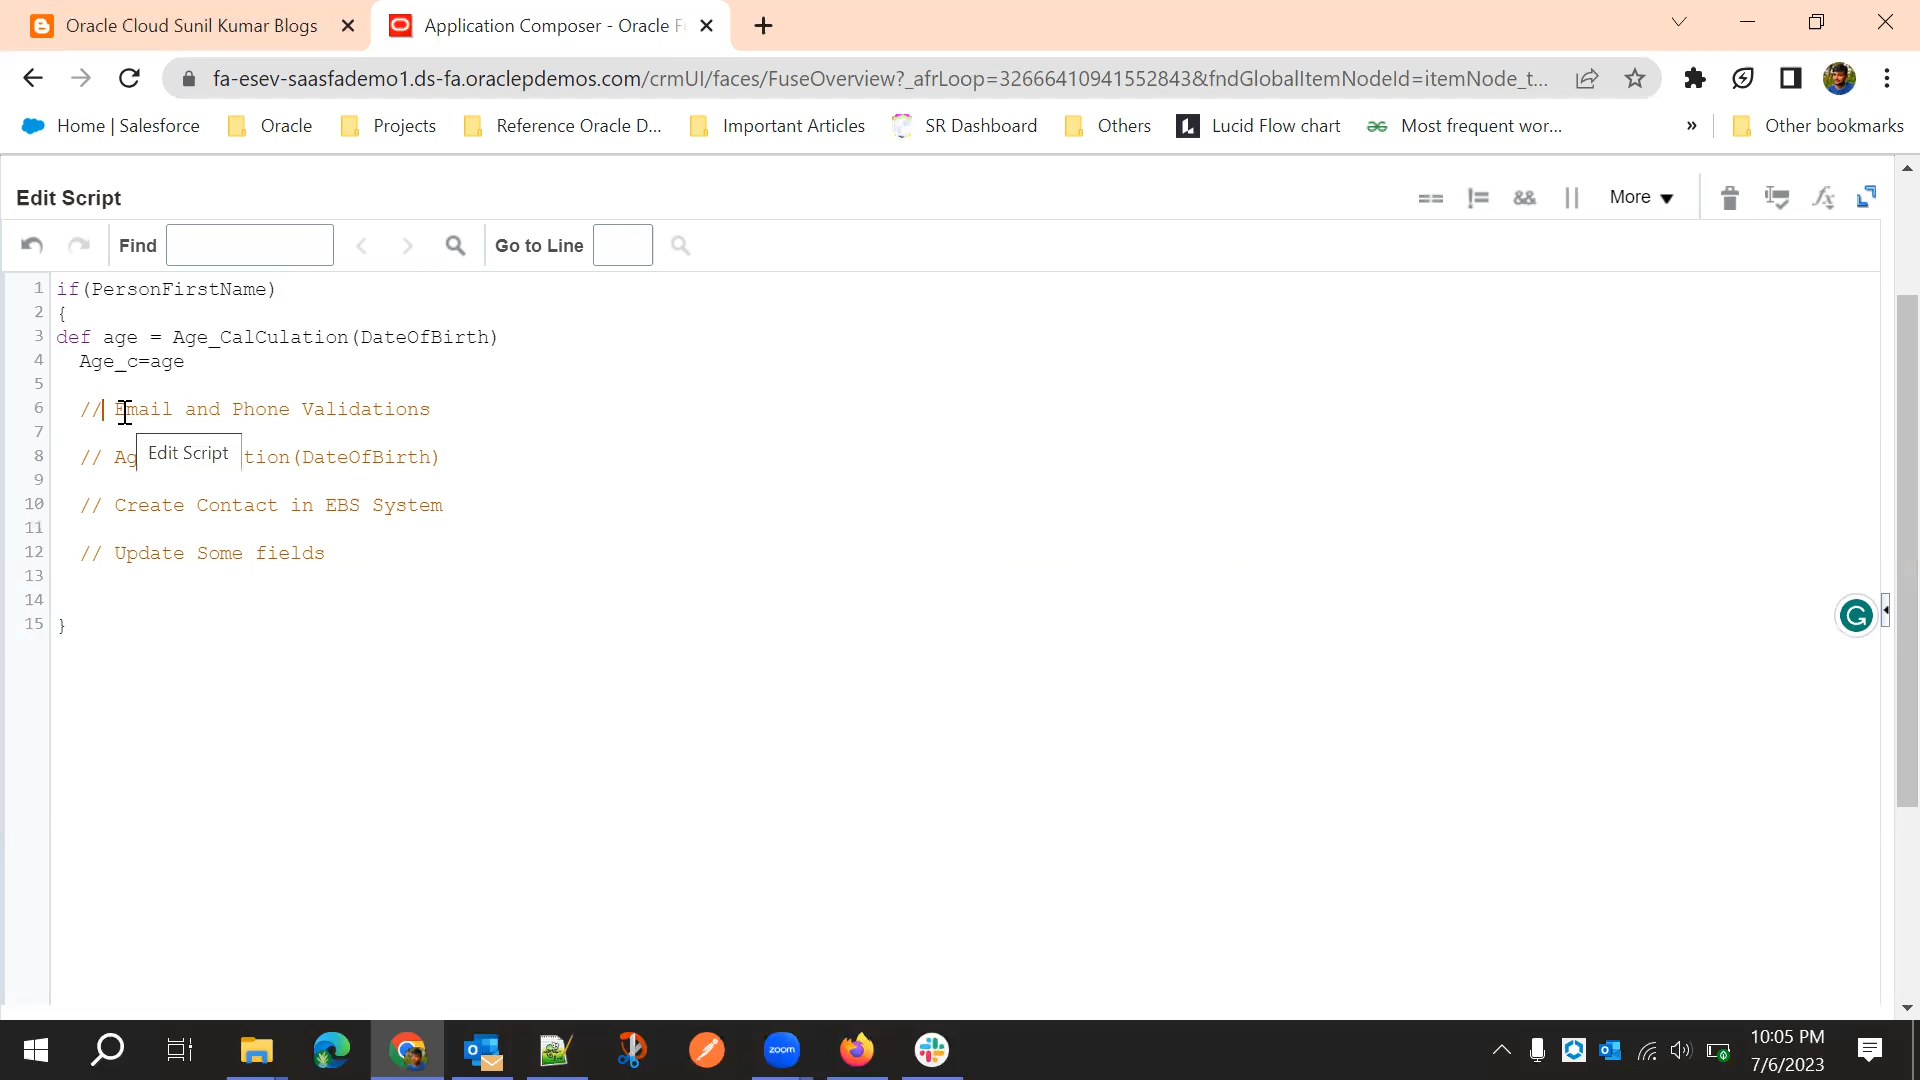 Oracle Cloud Sunil Kumar Blogs
Application Composer - Oracle F
fa-esev-saasfademo1.ds-fa.oraclepdemos.com/crmUI/faces/FuseOverview?_afrLoop=32666410941552843&fndGlobalItemNodeId=itemNode_t...
Home | Salesforce
Oracle
Projects
Reference Oracle D...
Important Articles
SR Dashboard
Others
Lucid Flow chart
Most frequent wor...
»
Other bookmarks
Edit Script
== != && || More
Find
Go to Line
1 if(PersonFirstName)
2 {
3 def age = Age_CalCulation(DateOfBirth)
4 Age_c=age
5
6 // Email and Phone Validations
7
8 // Ag tion(DateOfBirth)
Edit Script
9
10 // Create Contact in EBS System
11
12 // Update Some fields
13
14
15 }
zoom
10:05 PM
7/6/2023